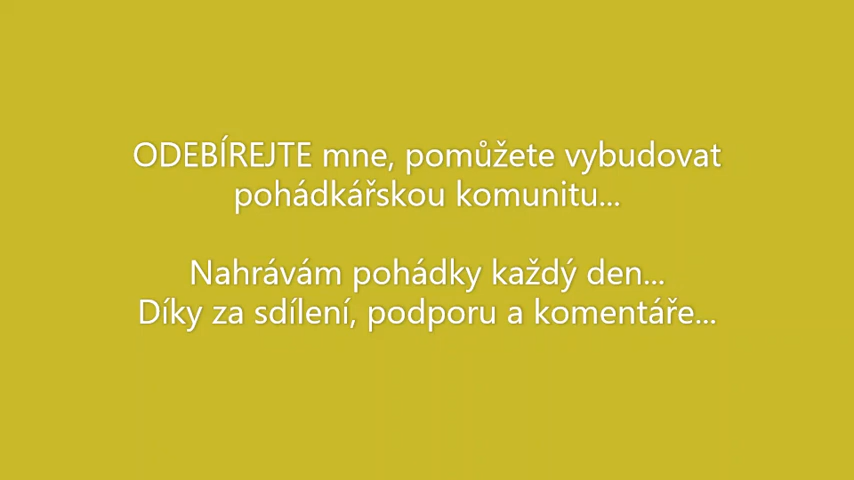 ODEBÍREJTE mne, pomůžete vybudovat
pohádkářskou komunitu...
Nahrávám pohádky každý den...
Díky za sdílení, podporu a komentáře...